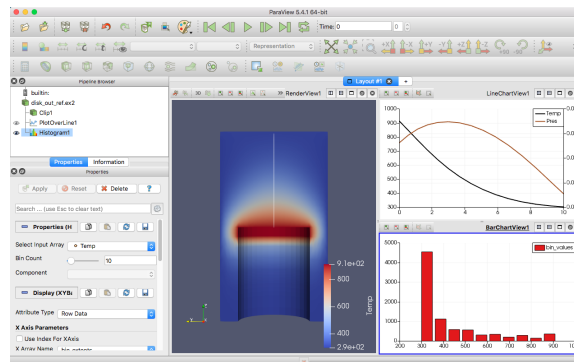 ParaView 5.4.1 64-bit
Time: 0
0
Representation
+X -X +Y -Y +Z -Z
Pipeline Browser
builtin:
disk_out_ref.ex2
Clip1
PlotOverLine1
Histogram1
Properties Information
Properties
Apply Reset Delete ?
Search ... (use Esc to clear text)
Properties (H
Select Input Array Temp
Bin Count 10
Component
Display (XYBa
Attribute Type Row Data
X Axis Parameters
Use Index For XAxis
X Array Name bin_extents
Layout #1
+
3D
RenderView1
9.1e+02
800
600
400
2.9e+02
Temp
LineChartView1
1000
900
800
700
600
500
400
300
0 2 4 6 8 10
Temp
Pres
BarChartView1
5000
4000
3000
2000
1000
0
200 300 400 500 600 700 800 900
bin_values